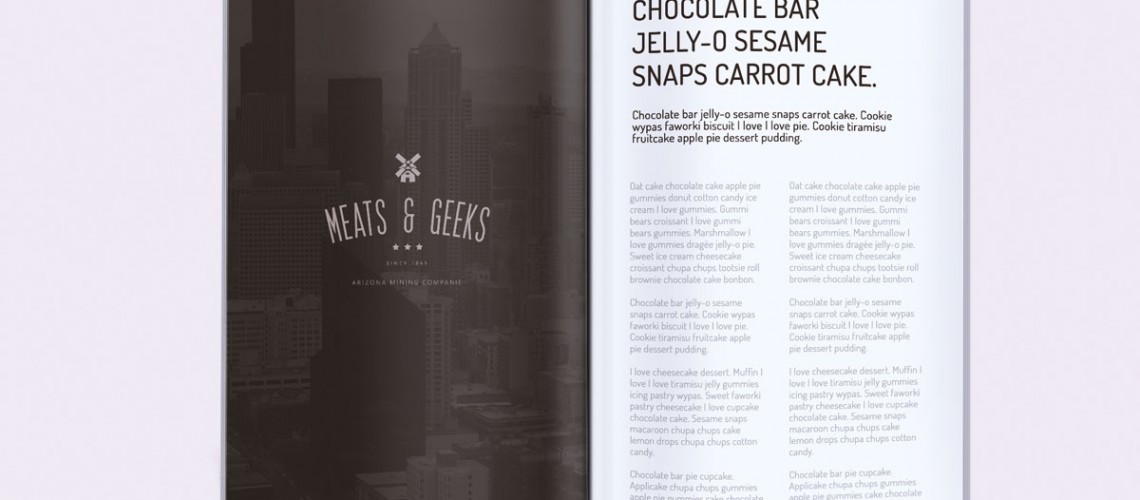 MEATS & GEEKS
SINCE 1869
ARIZONA MINING COMPANIE
CHOCOLATE BAR
JELLY-O SESAME
SNAPS CARROT CAKE.
Chocolate bar jelly-o sesame snaps carrot cake. Cookie
wypas faworki biscuit I love I love pie. Cookie tiramisu
fruitcake apple pie dessert pudding.
Oat cake chocolate cake apple pie
gummies donut cotton candy ice
cream I love gummies. Gummi
bears croissant I love gummi
bears gummies. Marshmallow I
love gummies dragée jelly-o pie.
Sweet ice cream cheesecake
croissant chupa chups tootsie roll
brownie chocolate cake bonbon.
Chocolate bar jelly-o sesame
snaps carrot cake. Cookie wypas
faworki biscuit I love I love pie.
Cookie tiramisu fruitcake apple
pie dessert pudding.
I love cheesecake dessert. Muffin I
love I love tiramisu jelly gummies
icing pastry wypas. Sweet faworki
pastry cheesecake I love cupcake
chocolate cake. Sesame snaps
macaroon chupa chups cake
lemon drops chupa chups cotton
candy.
Chocolate bar pie cupcake.
Applicake chupa chups gummies
apple pie gummies cake chocolate
Oat cake chocolate cake apple pie
gummies donut cotton candy ice
cream I love gummies. Gummi
bears croissant I love gummi
bears gummies. Marshmallow I
love gummies dragée jelly-o pie.
Sweet ice cream cheesecake
croissant chupa chups tootsie roll
brownie chocolate cake bonbon.
Chocolate bar jelly-o sesame
snaps carrot cake. Cookie wypas
faworki biscuit I love I love pie.
Cookie tiramisu fruitcake apple
pie dessert pudding.
I love cheesecake dessert. Muffin I
love I love tiramisu jelly gummies
icing pastry wypas. Sweet faworki
pastry cheesecake I love cupcake
chocolate cake. Sesame snaps
macaroon chupa chups cake
lemon drops chupa chups cotton
candy.
Chocolate bar pie cupcake.
Applicake chupa chups gummies
apple pie gummies cake chocolate